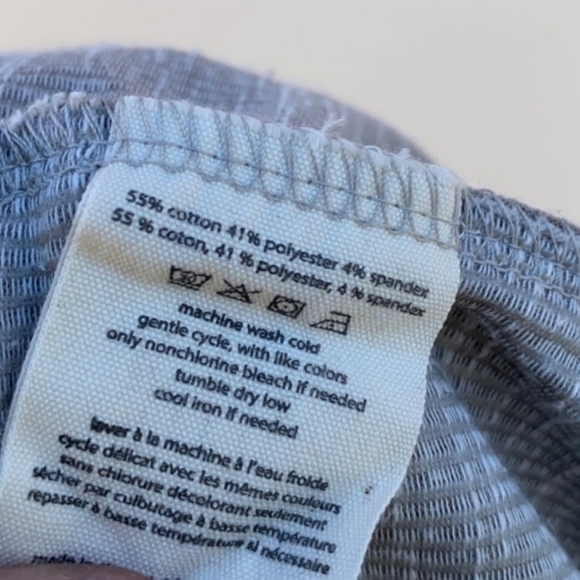 55% cotton 41% polyester 4% spandex
55 % coton, 41 % polyester, 4 % spandex
machine wash cold
gentle cycle, with like colors
only nonchlorine bleach if needed
tumble dry low
cool iron if needed
laver à la machine à l'eau froide
cycle délicat avec les mêmes couleurs
sans chlorure décolorant seulement
sécher par culbutage à basse température
repasser à basse température si nécessaire
made in